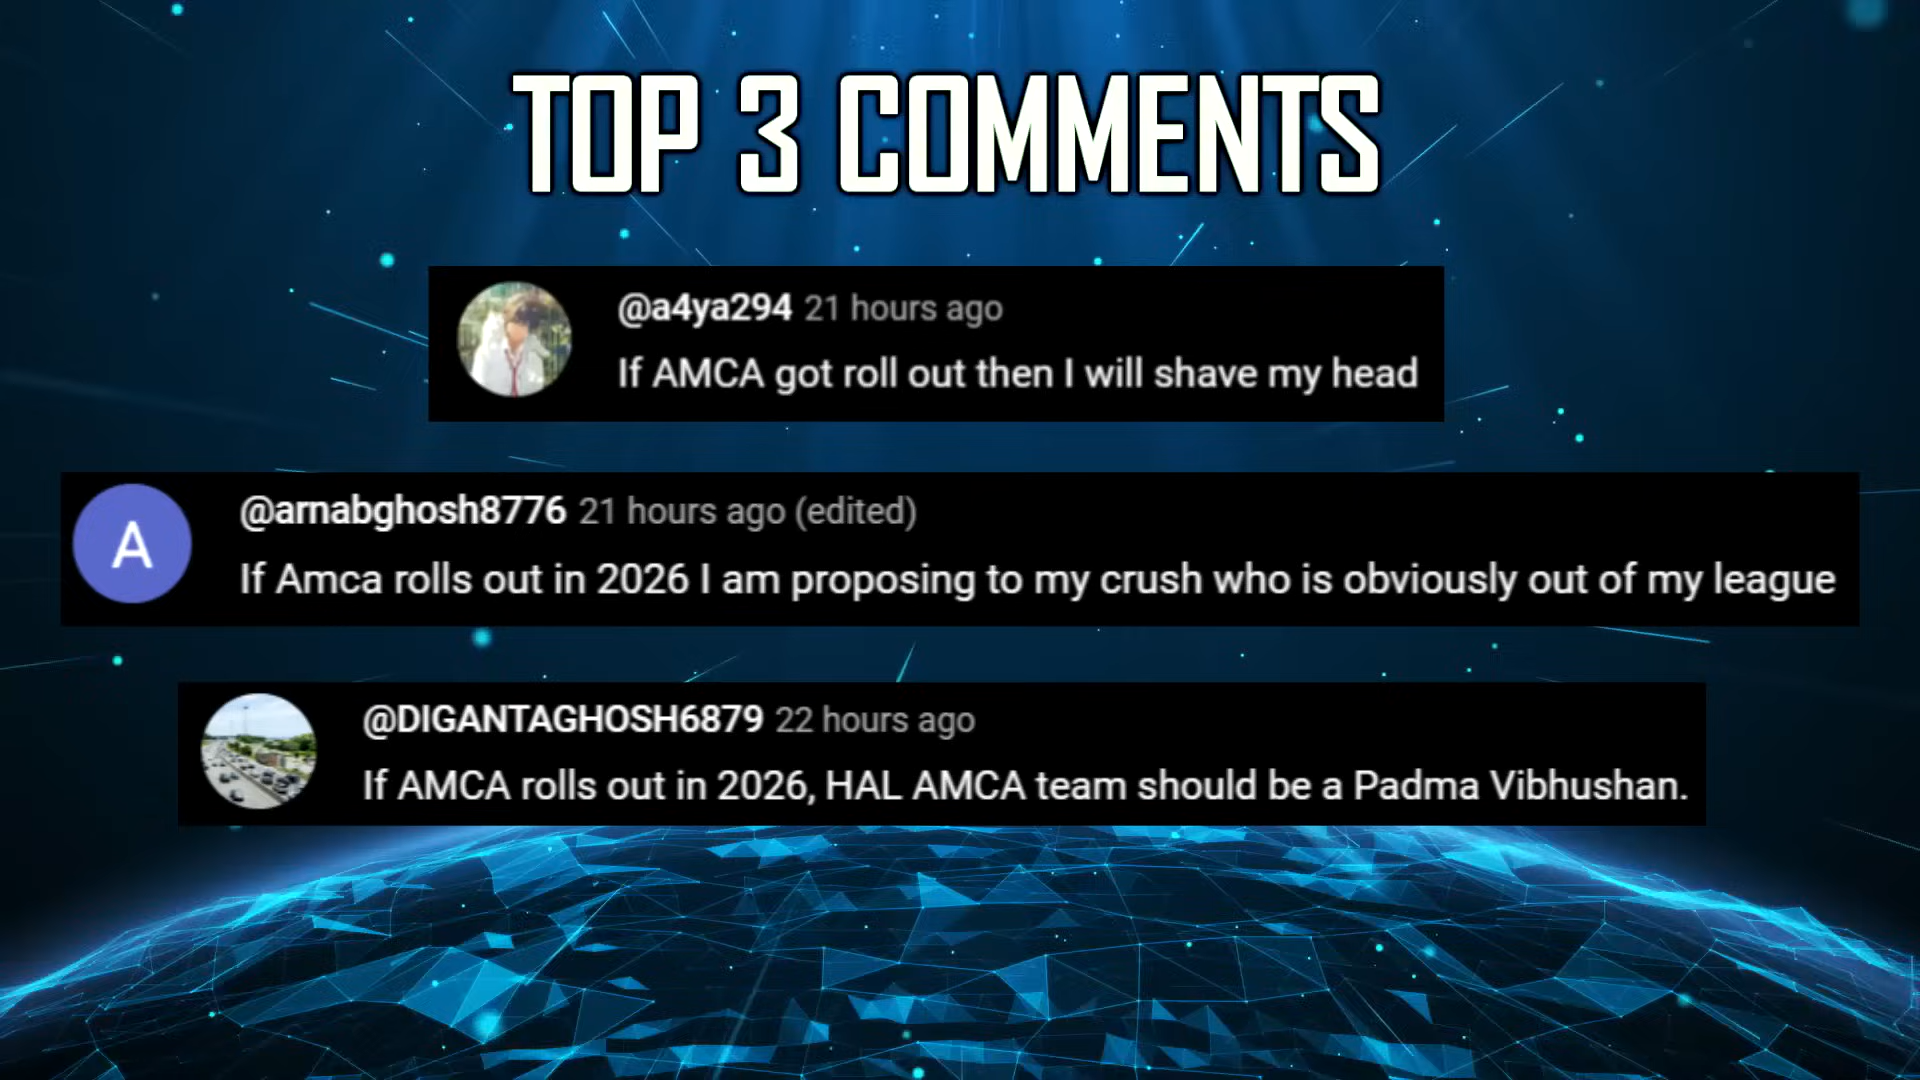 TOP 3 COMMENTS
@a4ya294 21 hours ago
If AMCA got roll out then I will shave my head
A
@arnabghosh8776 21 hours ago (edited)
If Amca rolls out in 2026 I am proposing to my crush who is obviously out of my league
@DIGANTAGHOSH6879 22 hours ago
If AMCA rolls out in 2026, HAL AMCA team should be a Padma Vibhushan.